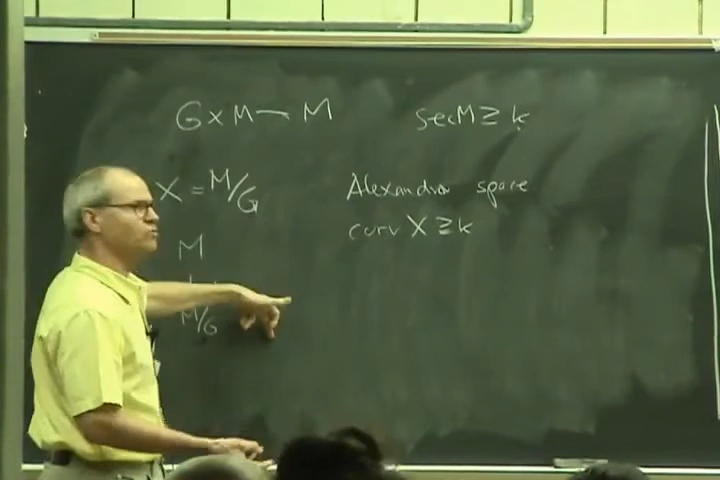 G×M → M sec M ≥ k
X = M/G Alexandrov space
curv X ≥ k
M
M/G